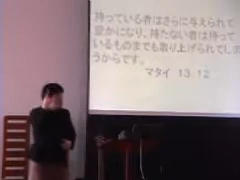 持っている者はさらに与えられて
豊かになり、持たない者は持って
いるものまでも取り上げられてしま
うからです。
マタイ 13:12